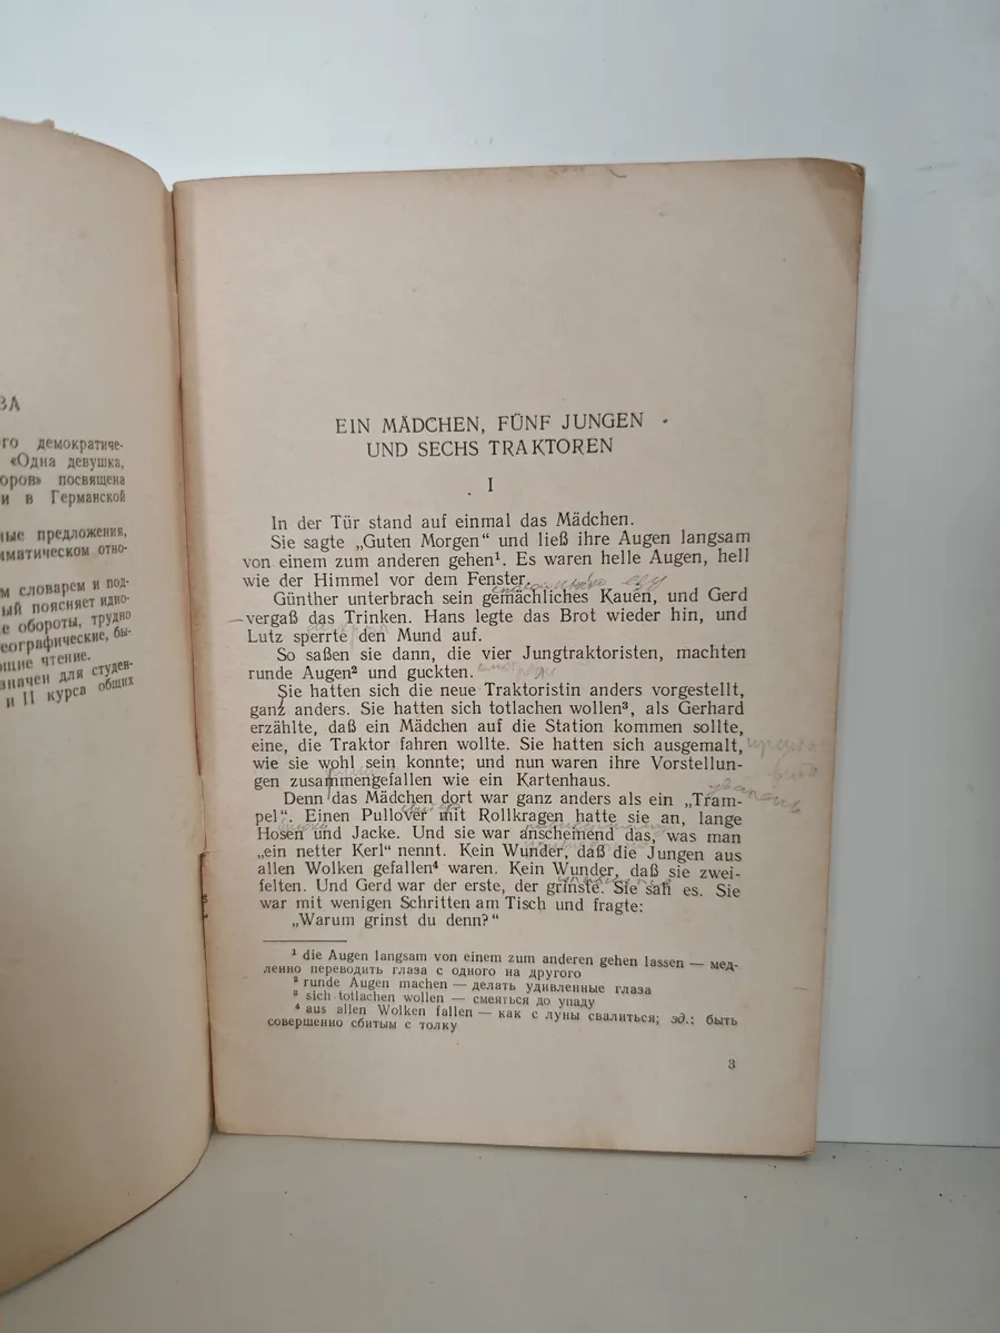 ВА
го демократиче-
«Одна девушка,
оров» посвящена
и в Германской
ные предложения,
мматическом отно-
м словарем и под-
ый поясняет идио-
е обороты, трудно
еографические, бы-
ющие чтение.
значен для студен-
и II курса общих
EIN MÄDCHEN, FÜNF JUNGEN
UND SECHS TRAKTOREN
I
In der Tür stand auf einmal das Mädchen.
Sie sagte „Guten Morgen“ und ließ ihre Augen langsam
von einem zum anderen gehen¹. Es waren helle Augen, hell
wie der Himmel vor dem Fenster.
еду
Günther unterbrach sein gemächliches Kauen, und Gerd
vergaß das Trinken. Hans legte das Brot wieder hin, und
Lutz sperrte den Mund auf.
So saßen sie dann, die vier Jungtraktoristen, machten
runde Augen² und guckten.
Sie hatten sich die neue Traktoristin anders vorgestellt,
ganz anders. Sie hatten sich totlachen wollen³, als Gerhard
erzählte, daß ein Mädchen auf die Station kommen sollte,
eine, die Traktor fahren wollte. Sie hatten sich ausgemalt,
wie sie wohl sein konnte; und nun waren ihre Vorstellun-
gen zusammengefallen wie ein Kartenhaus.
Denn das Mädchen dort war ganz anders als ein „Tram-
pel“. Einen Pullover mit Rollkragen hatte sie an, lange
Hosen und Jacke. Und sie war anscheinend das, was man
„ein netter Kerl“ nennt. Kein Wunder, daß die Jungen aus
allen Wolken gefallen⁴ waren. Kein Wunder, daß sie zwei-
felten. Und Gerd war der erste, der grinste. Sie sah es. Sie
war mit wenigen Schritten am Tisch und fragte:
„Warum grinst du denn?“
¹ die Augen langsam von einem zum anderen gehen lassen — мед-
ленно переводить глаза с одного на другого
² runde Augen machen — делать удивленные глаза
³ sich totlachen wollen — смеяться до упаду
⁴ aus allen Wolken fallen — как с луны свалиться; зд.: быть
совершенно сбитым с толку
3